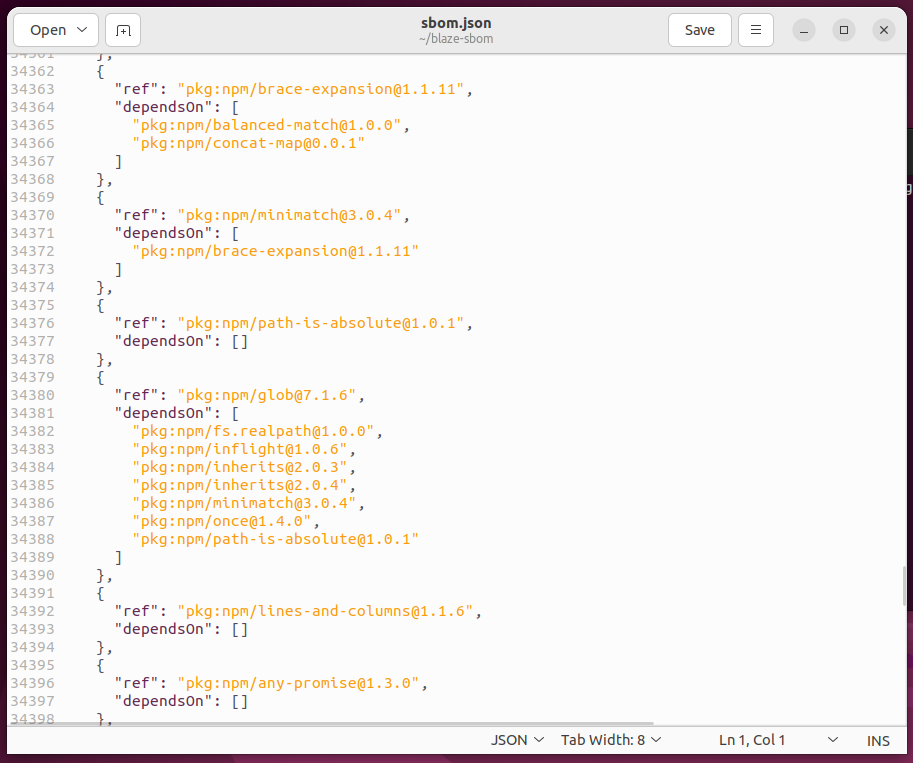 Open
sbom.json
~/blaze-sbom
Save
34361 },
34362 {
34363 "ref": "pkg:npm/brace-expansion@1.1.11",
34364 "dependsOn": [
34365 "pkg:npm/balanced-match@1.0.0",
34366 "pkg:npm/concat-map@0.0.1"
34367 ]
34368 },
34369 {
34370 "ref": "pkg:npm/minimatch@3.0.4",
34371 "dependsOn": [
34372 "pkg:npm/brace-expansion@1.1.11"
34373 ]
34374 },
34375 {
34376 "ref": "pkg:npm/path-is-absolute@1.0.1",
34377 "dependsOn": []
34378 },
34379 {
34380 "ref": "pkg:npm/glob@7.1.6",
34381 "dependsOn": [
34382 "pkg:npm/fs.realpath@1.0.0",
34383 "pkg:npm/inflight@1.0.6",
34384 "pkg:npm/inherits@2.0.3",
34385 "pkg:npm/inherits@2.0.4",
34386 "pkg:npm/minimatch@3.0.4",
34387 "pkg:npm/once@1.4.0",
34388 "pkg:npm/path-is-absolute@1.0.1"
34389 ]
34390 },
34391 {
34392 "ref": "pkg:npm/lines-and-columns@1.1.6",
34393 "dependsOn": []
34394 },
34395 {
34396 "ref": "pkg:npm/any-promise@1.3.0",
34397 "dependsOn": []
34398 },
JSON Tab Width: 8 Ln 1, Col 1 INS